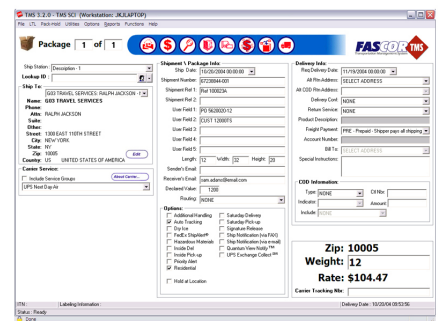 TMS 3.2.0 - TMS SCI (Workstation: JKJLAPTOP)
File LTL Pack-Hold Utilities Options Reports Functions Help
Package 1 of 1
FASCOR TMS
Ship Station: Description - 1
Lookup ID:
Ship To:
G03 TRAVEL SERVICES: RALPH JACKSON - 1
Name: G03 TRAVEL SERVICES
Phone:
Attn: RALPH JACKSON
Suite:
Other:
Street: 1300 EAST 110TH STREET
City: NEW YORK
State: NY
Zip: 10005
Country: US UNITED STATES OF AMERICA
Edit
Carrier Service:
Include Service Groups
About Carrier...
UPS Next Day Air
Shipment \ Package Info:
Ship Date: 10/20/2004 00:00:00
Shipment Number: 87230844-001
Shipment Ref 1: Ref 100023A
Shipment Ref 2:
User Field 1: PO 5620020-12
User Field 2: CUST 12000TS
User Field 3:
User Field 4:
User Field 5:
Length: 12 Width: 32 Height: 20
Sender's Email:
Receiver's Email: sam.adams@email.com
Declared Value: 1200
Routing: NONE
Options:
Additional Handling
Auto Tracking
Dry Ice
FedEx ShipAlert®
Hazardous Materials
Inside Del
Inside Pick-up
Priority Alert
Residential
Hold at Location
Saturday Delivery
Saturday Pick-up
Signature Release
Ship Notification (via FAX)
Ship Notification (via e-mail)
Quantum View Notify ™
UPS Exchange Collect SM
Delivery Info:
Req Delivery Date: 11/19/2004 00:00:00
Alt Rtn Address: SELECT ADDRESS
Alt COD Rtn Address:
Delivery Conf: NONE
Return Service: NONE
Product Description:
Freight Payment: PRE - Prepaid - Shipper pays all shipping
Account Number:
Bill To: SELECT ADDRESS
Special Instructions:
COD Information:
Type: NONE Ctl Nbr:
Indicator: Amount:
Include: NONE
Zip: 10005
Weight: 12
Rate: $104.47
Carrier Tracking Nbr:
ITN : Labeling Information : Delivery Date : 10/20/04 09:53:56
Status : Ready
Done